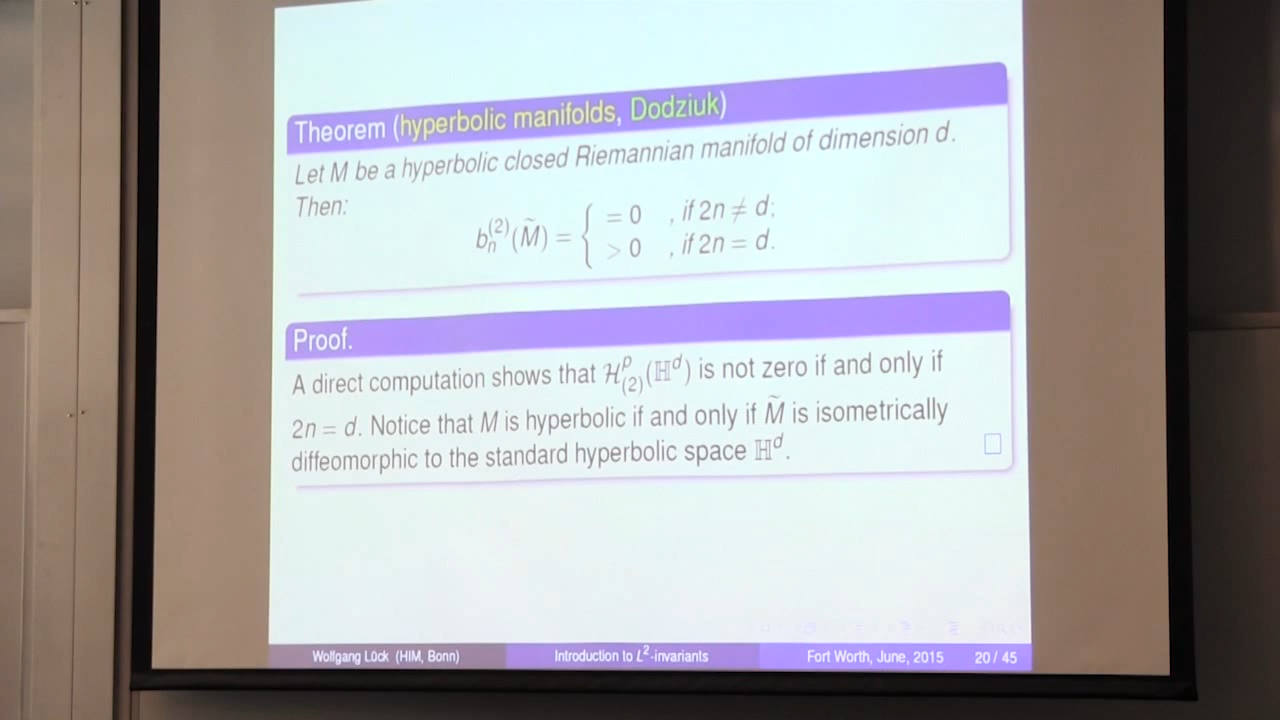 Theorem (hyperbolic manifolds, Dodziuk)
Let M be a hyperbolic closed Riemannian manifold of dimension d.
Then:
b_n^{(2)}(M̃) = { = 0 , if 2n ≠ d;
> 0 , if 2n = d.
Proof.
A direct computation shows that ℋ^p_{(2)}(ℍ^d) is not zero if and only if
2n = d. Notice that M is hyperbolic if and only if M̃ is isometrically
diffeomorphic to the standard hyperbolic space ℍ^d.
Wolfgang Lück (HIM, Bonn) Introduction to L²-invariants Fort Worth, June, 2015 20 / 45